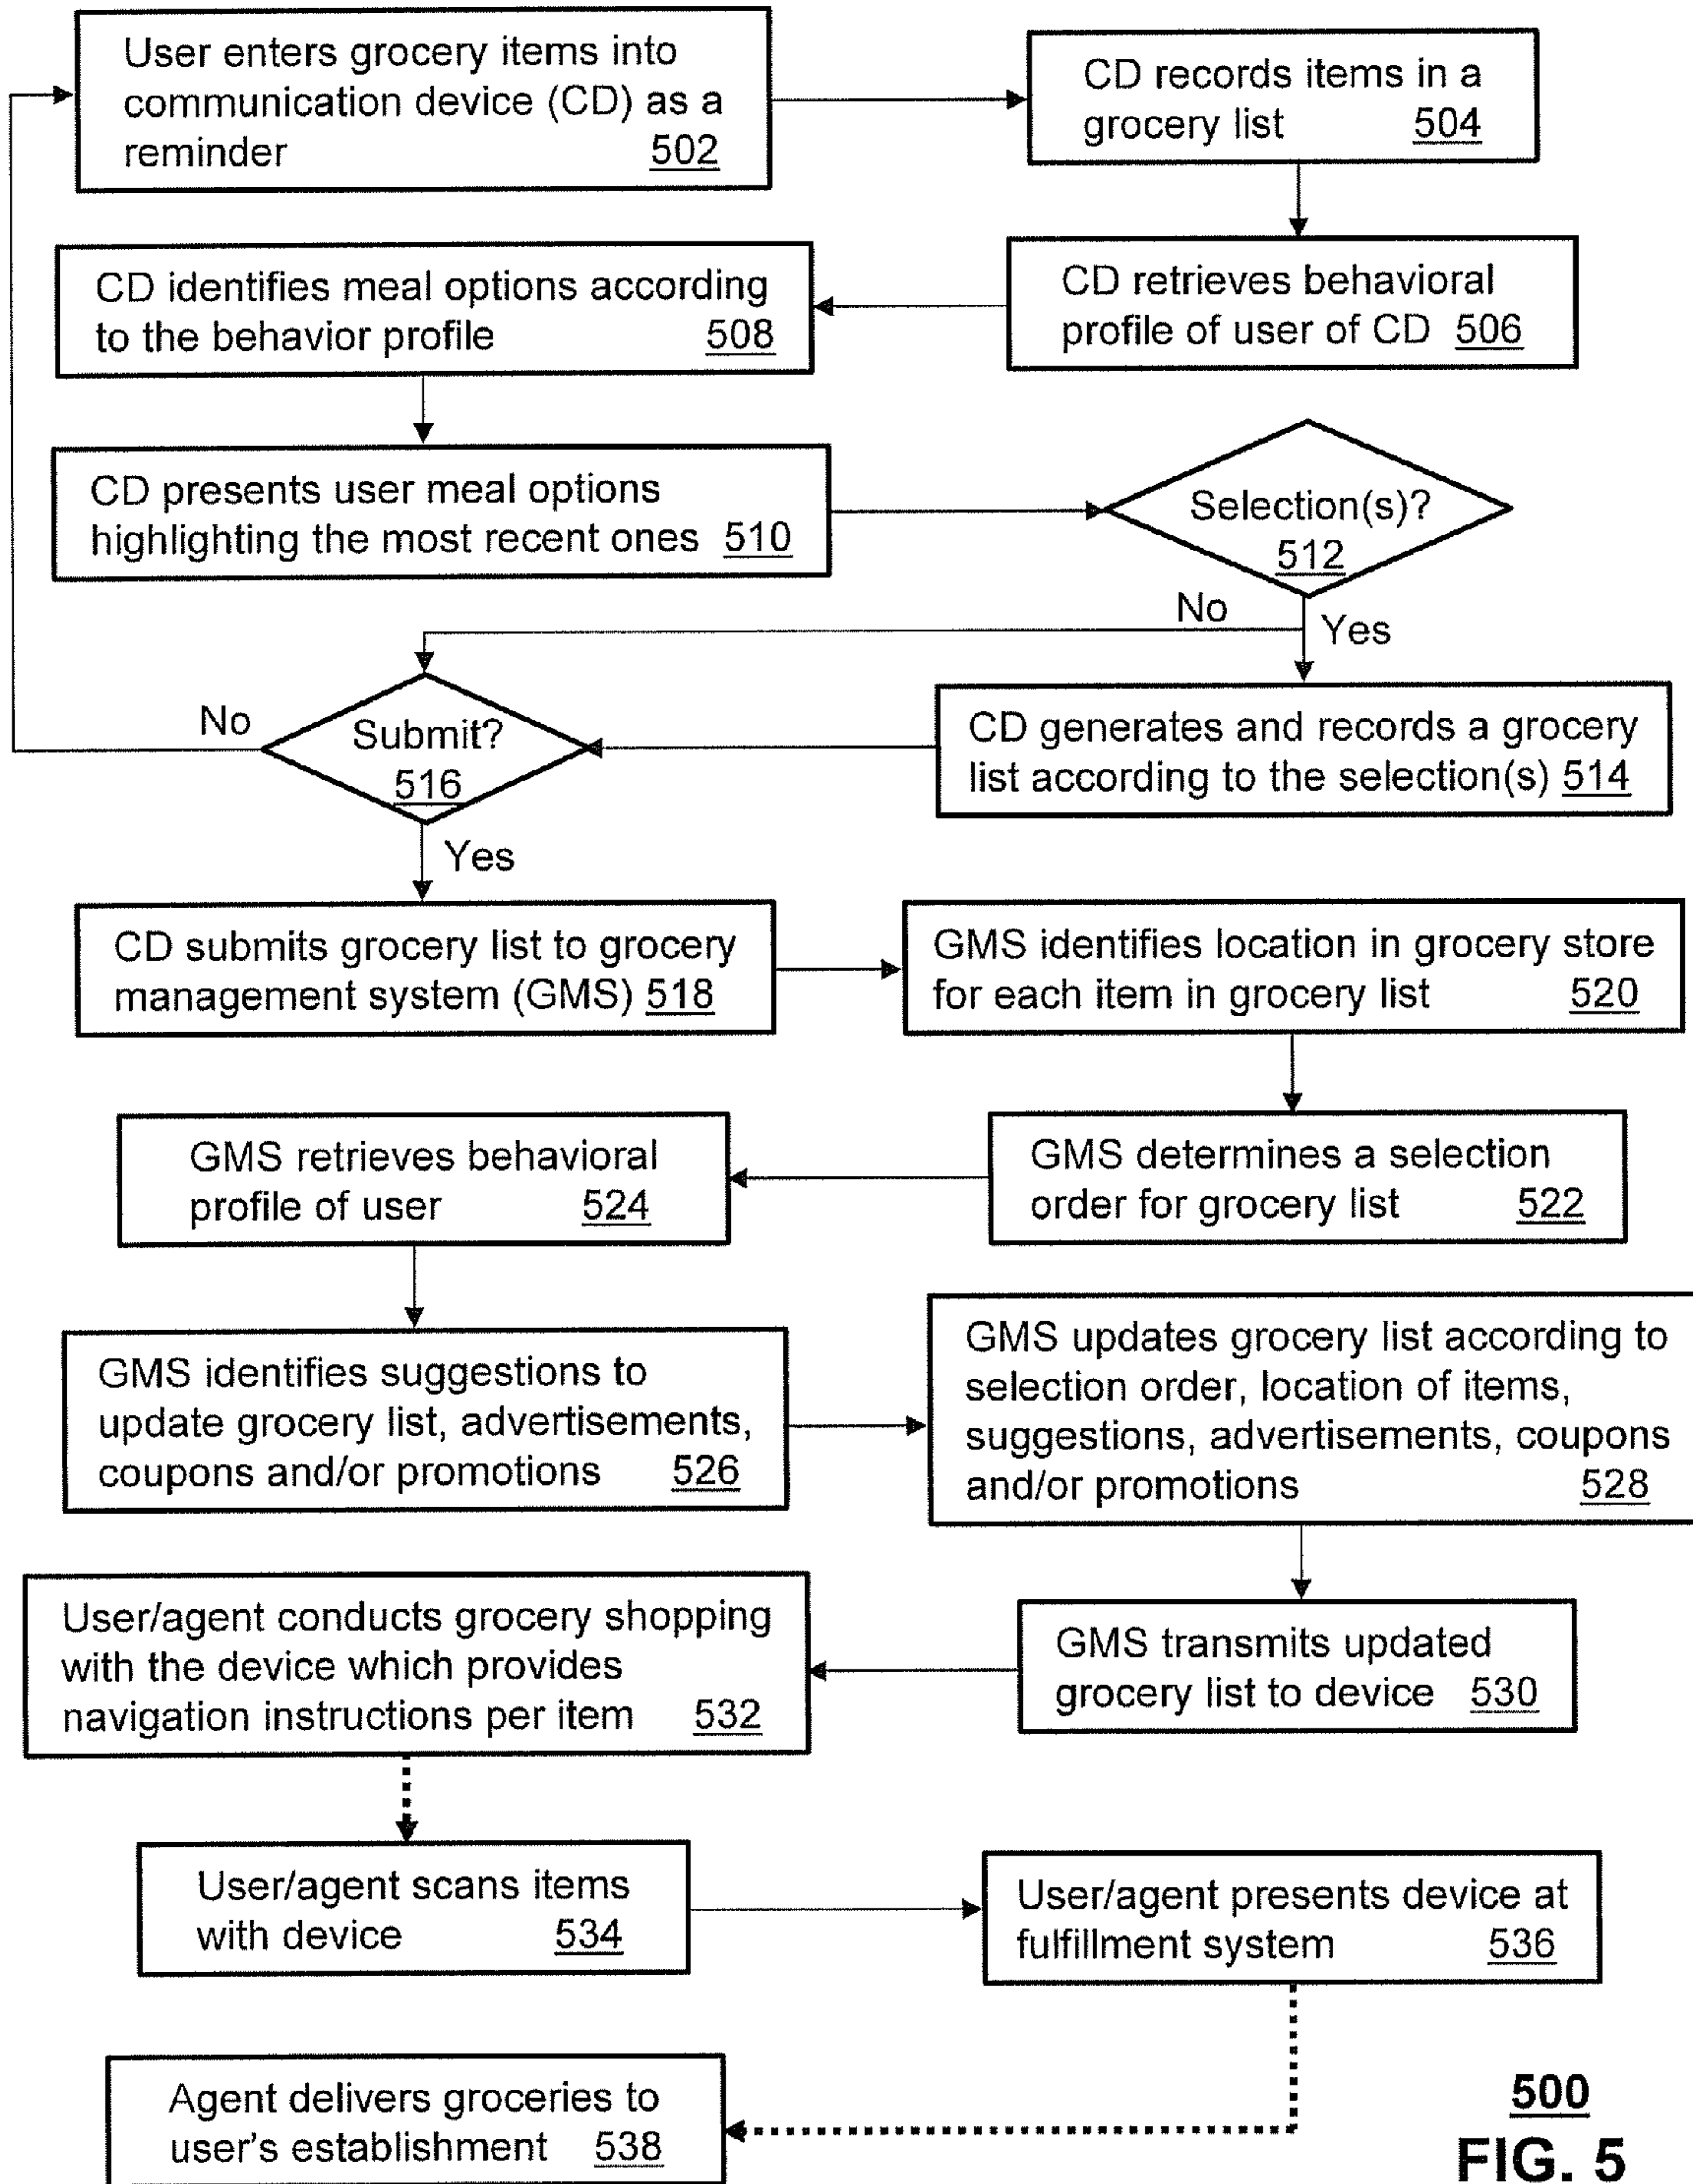 User enters grocery items into
communication device (CD) as a
reminder 502
CD records items in a
grocery list 504
CD retrieves behavioral
profile of user of CD 506
CD identifies meal options according
to the behavior profile 508
CD presents user meal options
highlighting the most recent ones 510
Selection(s)?
512
No
Yes
CD generates and records a grocery
list according to the selection(s) 514
Submit?
516
No
Yes
CD submits grocery list to grocery
management system (GMS) 518
GMS identifies location in grocery store
for each item in grocery list 520
GMS determines a selection
order for grocery list 522
GMS retrieves behavioral
profile of user 524
GMS identifies suggestions to
update grocery list, advertisements,
coupons and/or promotions 526
GMS updates grocery list according to
selection order, location of items,
suggestions, advertisements, coupons
and/or promotions 528
GMS transmits updated
grocery list to device 530
User/agent conducts grocery shopping
with the device which provides
navigation instructions per item 532
User/agent scans items
with device 534
User/agent presents device at
fulfillment system 536
Agent delivers groceries to
user's establishment 538
500
FIG. 5